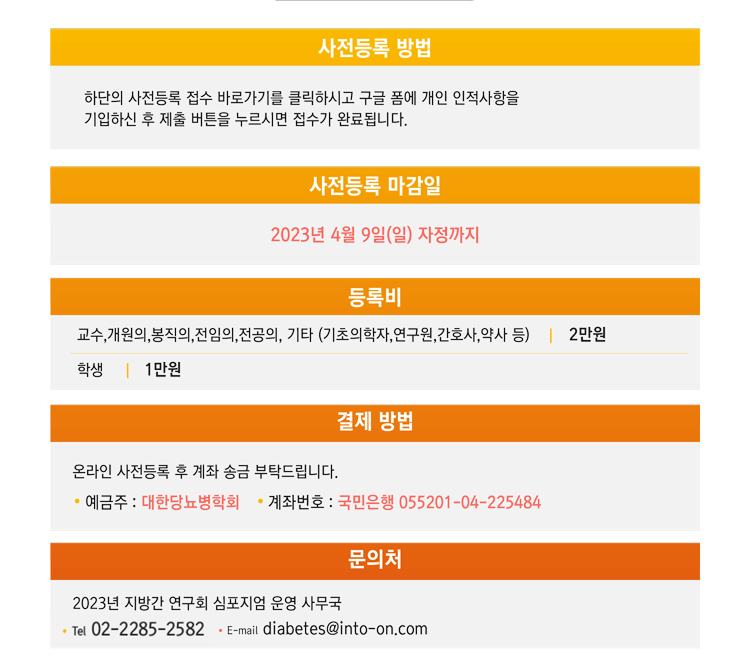 사전등록 방법
하단의 사전등록 접수 바로가기를 클릭하시고 구글 폼에 개인 인적사항을
기입하신 후 제출 버튼을 누르시면 접수가 완료됩니다.
사전등록 마감일
2023년 4월 9일(일) 자정까지
등록비
교수,개원의,봉직의,전임의,전공의, 기타 (기초의학자,연구원,간호사,약사 등) | 2만원
학생 | 1만원
결제 방법
온라인 사전등록 후 계좌 송금 부탁드립니다.
• 예금주 : 대한당뇨병학회 • 계좌번호 : 국민은행 055201-04-225484
문의처
2023년 지방간 연구회 심포지엄 운영 사무국
• Tel 02-2285-2582 • E-mail diabetes@into-on.com